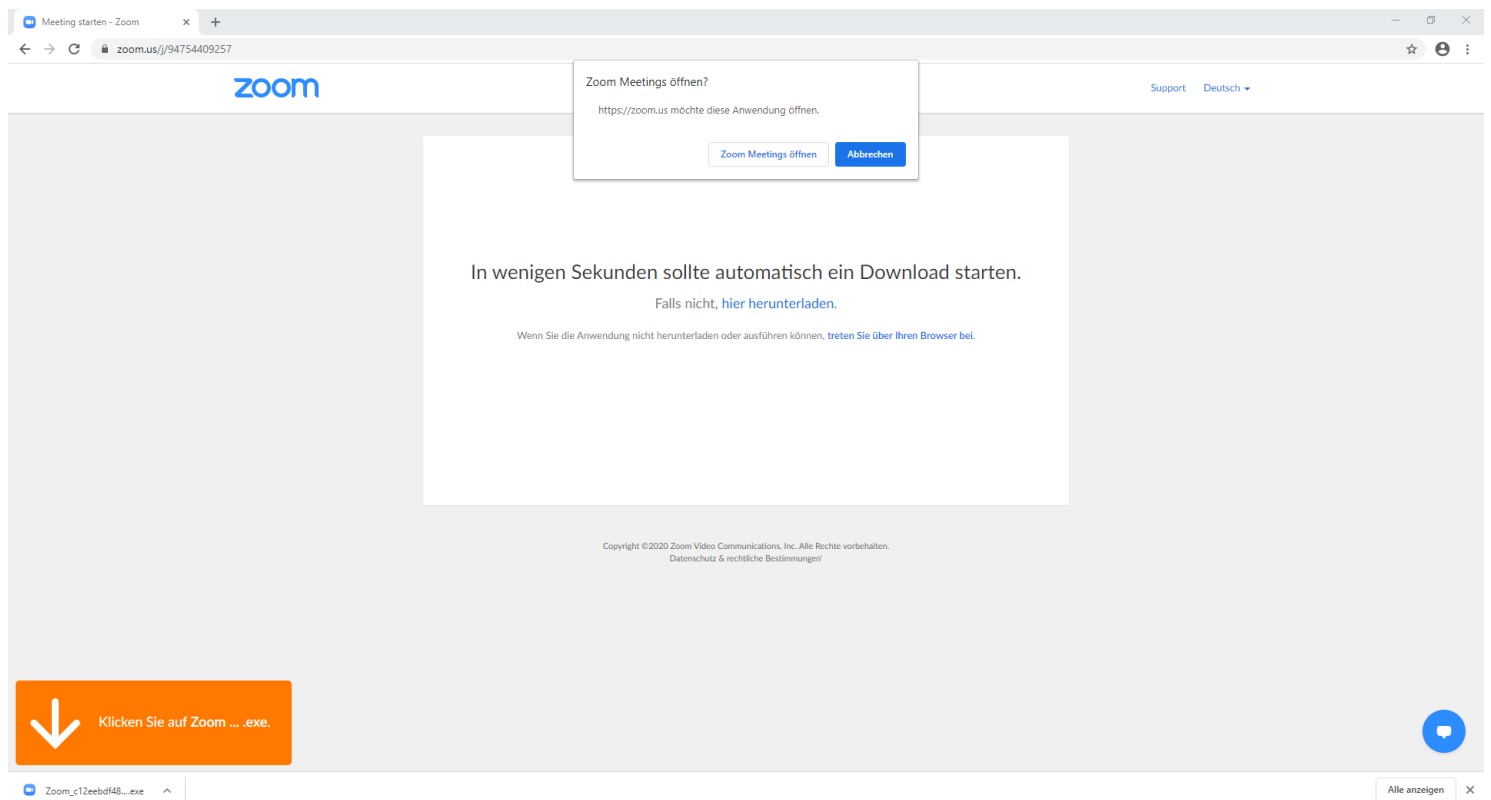 Meeting starten - Zoom
zoom.us/j/94754409257
zoom
Support Deutsch
Zoom Meetings öffnen?
https://zoom.us möchte diese Anwendung öffnen.
Zoom Meetings öffnen Abbrechen
In wenigen Sekunden sollte automatisch ein Download starten.
Falls nicht, hier herunterladen.
Wenn Sie die Anwendung nicht herunterladen oder ausführen können, treten Sie über Ihren Browser bei.
Copyright ©2020 Zoom Video Communications, Inc. Alle Rechte vorbehalten.
Datenschutz & rechtliche Bestimmungen'
Klicken Sie auf Zoom ... .exe.
Zoom_c12eebdf48....exe
Alle anzeigen